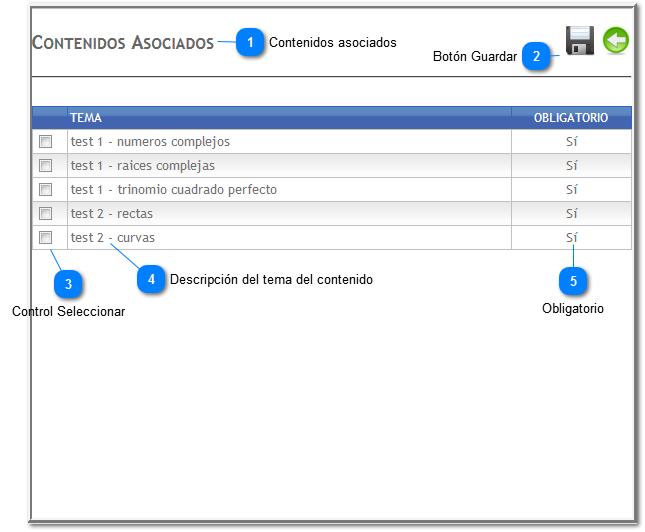 CONTENIDOS ASOCIADOS
1 Contenidos asociados
Botón Guardar 2
TEMA OBLIGATORIO
test 1 - numeros complejos Sí
test 1 - raices complejas Sí
test 1 - trinomio cuadrado perfecto Sí
test 2 - rectas Sí
test 2 - curvas Sí
3 4 Descripción del tema del contenido 5
Control Seleccionar Obligatorio